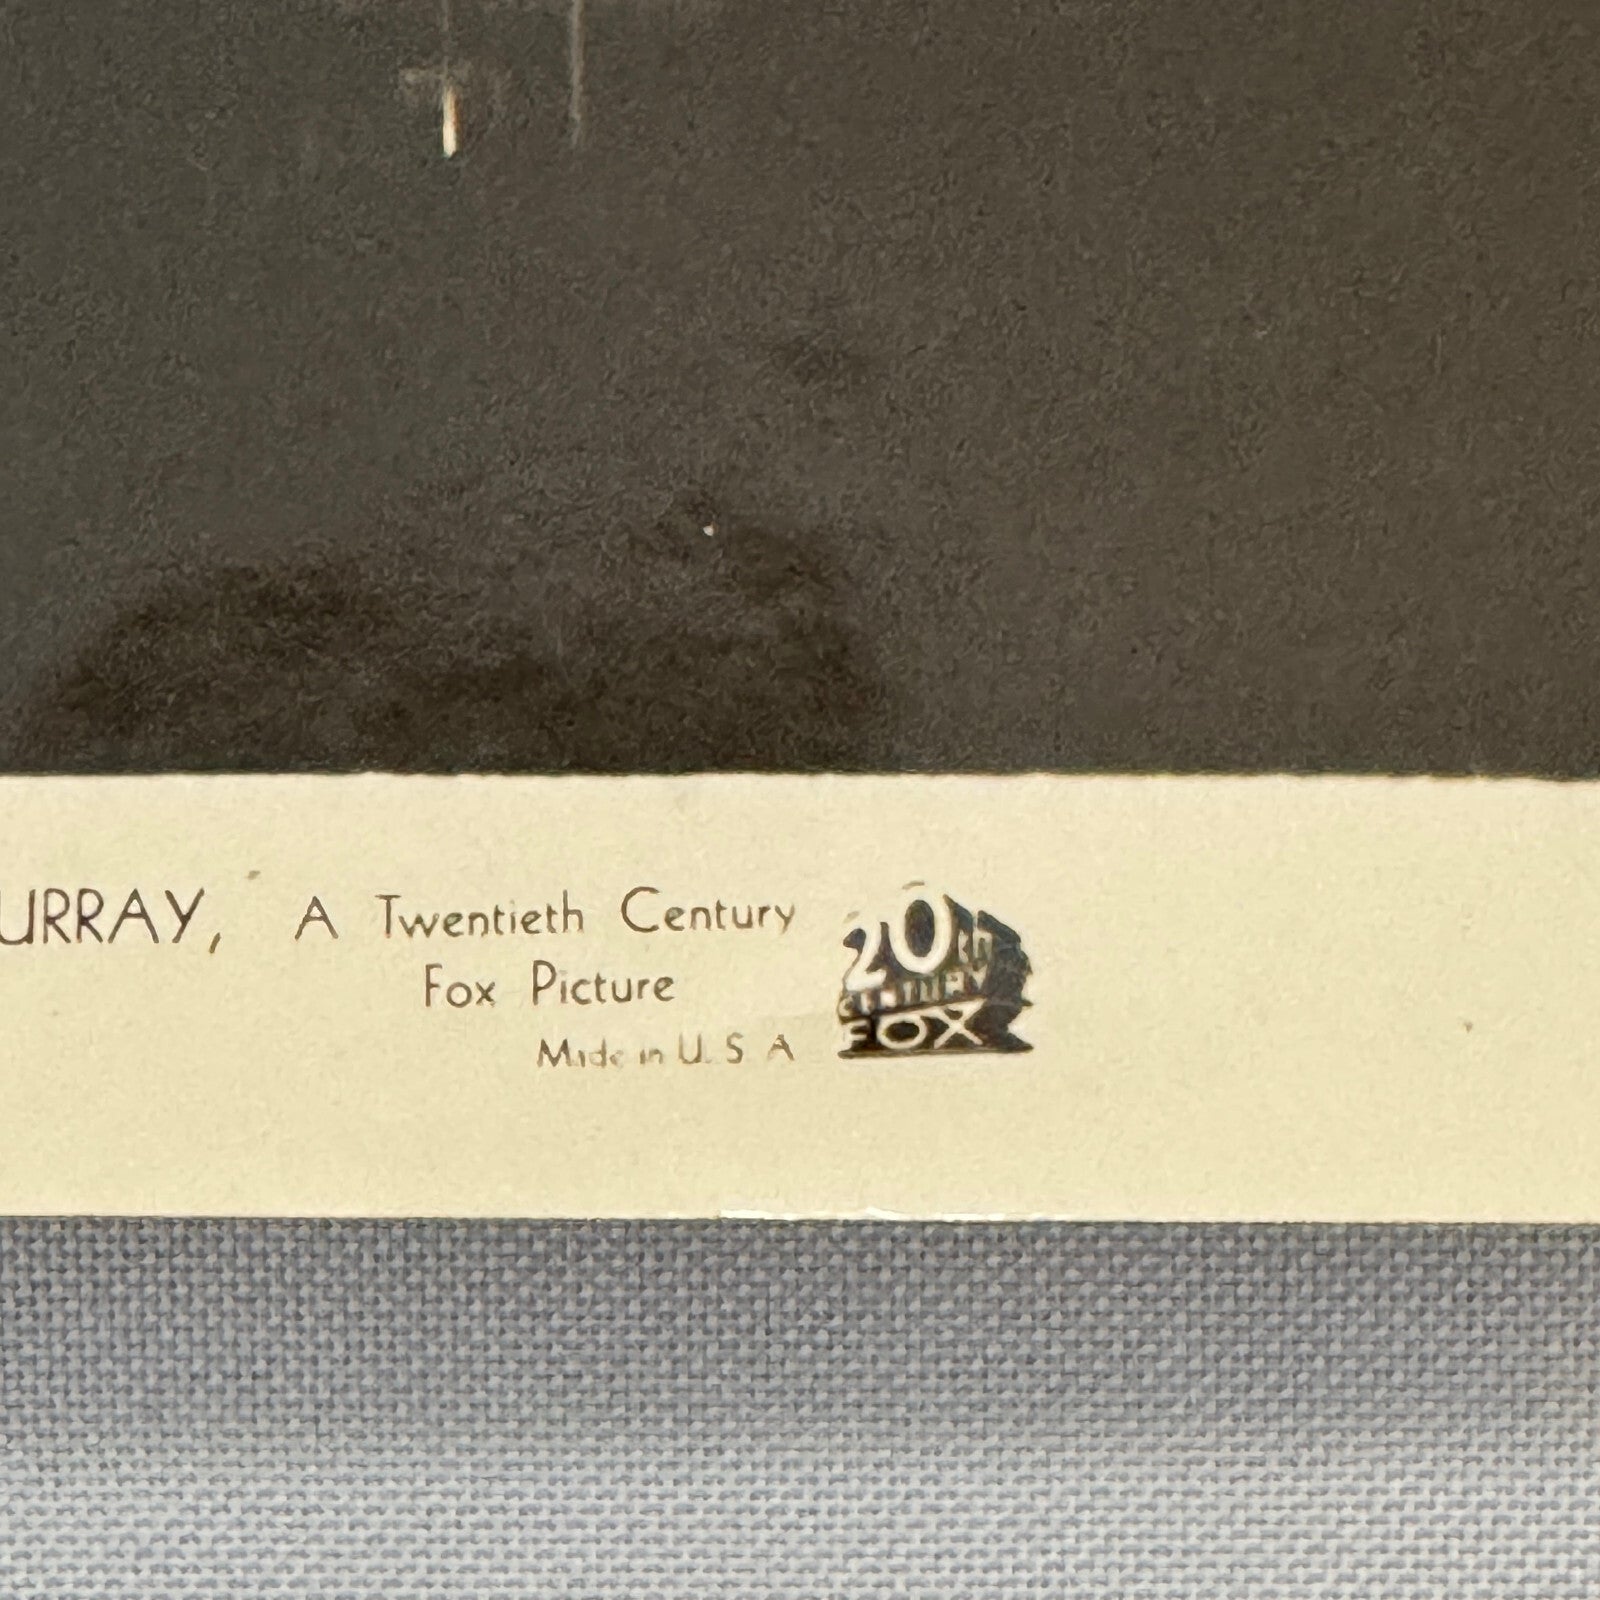 URRAY, A Twentieth Century
Fox Picture
Made in U. S A
20th
CENTURY
FOX